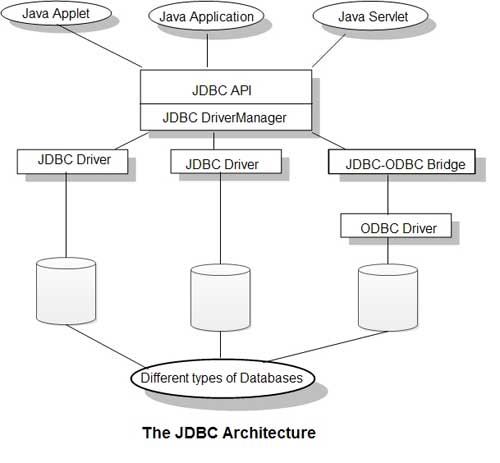 Java Applet
Java Application
Java Servlet
JDBC API
JDBC DriverManager
JDBC Driver
JDBC Driver
JDBC-ODBC Bridge
ODBC Driver
Different types of Databases
The JDBC Architecture